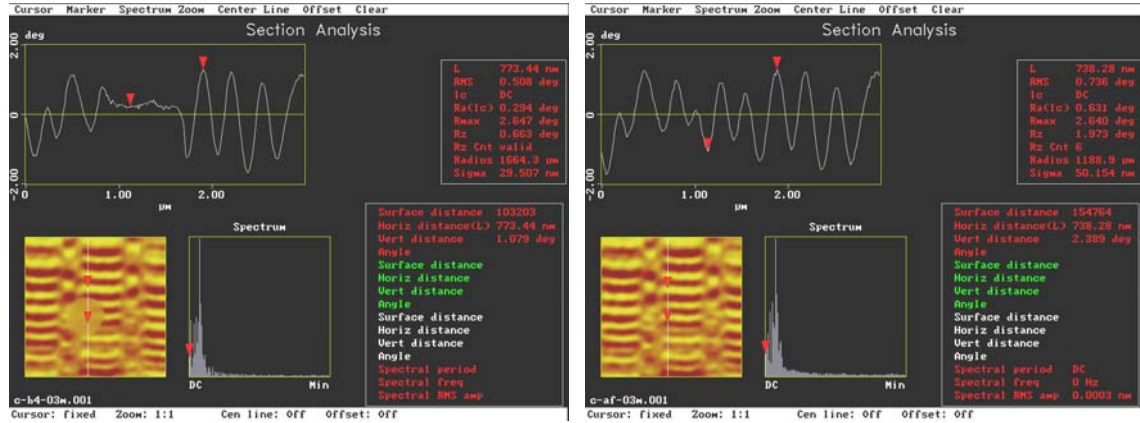 Cursor Marker Spectrum Zoom Center Line Offset Clear
Section Analysis
deg
2.00
0
-2.00
0 1.00 2.00
µm
L 773.44 nm
RMS 0.508 deg
lc DC
Ra(lc) 0.294 deg
Rmax 2.647 deg
Rz 0.663 deg
Rz Cnt valid
Radius 1664.3 µm
Sigma 29.507 nm
Surface distance 103203
Horiz distance(L) 773.44 nm
Vert distance 1.079 deg
Angle
Surface distance
Horiz distance
Vert distance
Angle
Surface distance
Horiz distance
Vert distance
Angle
Spectral period
Spectral freq
Spectral RMS amp
Spectrum
DC Min
c-b4-03m.001
Cursor: fixed Zoom: 1:1 Cen line: Off Offset: Off
Cursor Marker Spectrum Zoom Center Line Offset Clear
Section Analysis
deg
2.00
0
-2.00
0 1.00 2.00
µm
L 738.28 nm
RMS 0.736 deg
lc DC
Ra(lc) 0.631 deg
Rmax 2.640 deg
Rz 1.973 deg
Rz Cnt 6
Radius 1188.9 µm
Sigma 50.154 nm
Surface distance 154764
Horiz distance(L) 738.28 nm
Vert distance 2.389 deg
Angle
Surface distance
Horiz distance
Vert distance
Angle
Surface distance
Horiz distance
Vert distance
Angle
Spectral period DC
Spectral freq 0 Hz
Spectral RMS amp 0.0003 nm
Spectrum
DC Min
c-af-03m.001
Cursor: fixed Zoom: 1:1 Cen line: Off Offset: Off